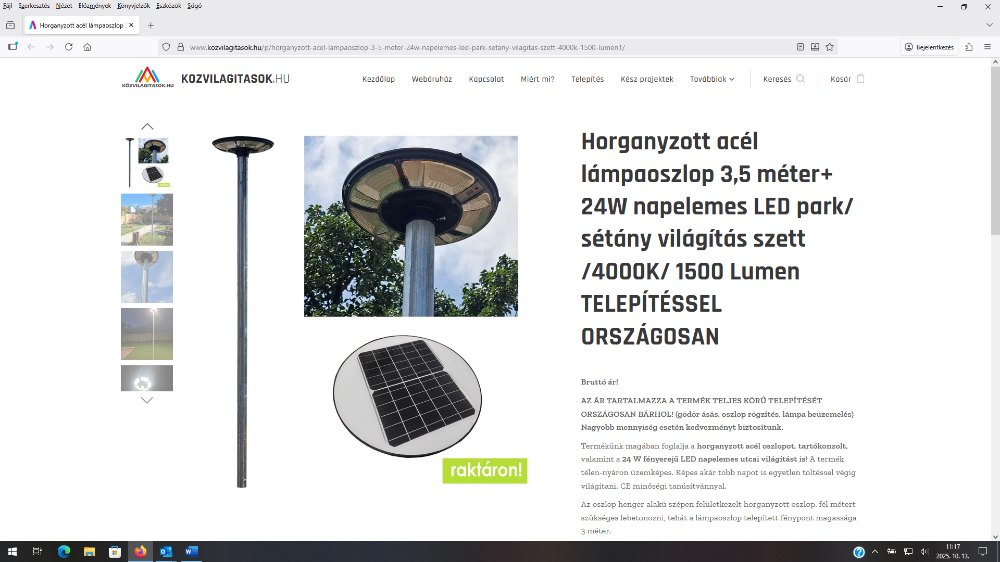 Fájl Szerkesztés Nézet Előzmények Könyvjelzők Eszközök Súgó
Horganyzott acél lámpaoszlop 3
www.kozvilagitasok.hu/p/horganyzott-acel-lampaoszlop-3-5-meter-24w-napelemes-led-park-setany-vilagitas-szett-4000k-1500-lumen1/
Bejelentkezés
KÖZVILAGITASOK.HU
KOZVILAGITASOK.HU
Kezdőlap Webáruház Kapcsolat Miért mi? Telepítés Kész projektek Továbbiak Keresés Kosár
Horganyzott acél
lámpaoszlop 3,5 méter+
24W napelemes LED park/
sétány világítás szett
/4000K/ 1500 Lumen
TELEPÍTÉSSEL
ORSZÁGOSAN
raktáron!
Bruttó ár!
AZ ÁR TARTALMAZZA A TERMÉK TELJES KÖRŰ TELEPÍTÉSÉT
ORSZÁGOSAN BÁRHOL! (gödör ásás, oszlop rögzítés, lámpa beüzemelés)
Nagyobb mennyiség esetén kedvezményt biztosítunk.
Termékünk magában foglalja a horganyzott acél oszlopot, tartókonzolt,
valamint a 24 W fényerejű LED napelemes utcai világítást is! A termék
télen-nyáron üzemképes. Képes akár több napot is egyetlen töltéssel végig
világítani. CE minőségi tanúsítvánnyal.
Az oszlop henger alakú szépen felületkezelt horganyzott oszlop. fél métert
szükséges lebetonozni, tehát a lámpaoszlop telepített fénypont magassága
3 méter.
11:17
2025. 10. 13.